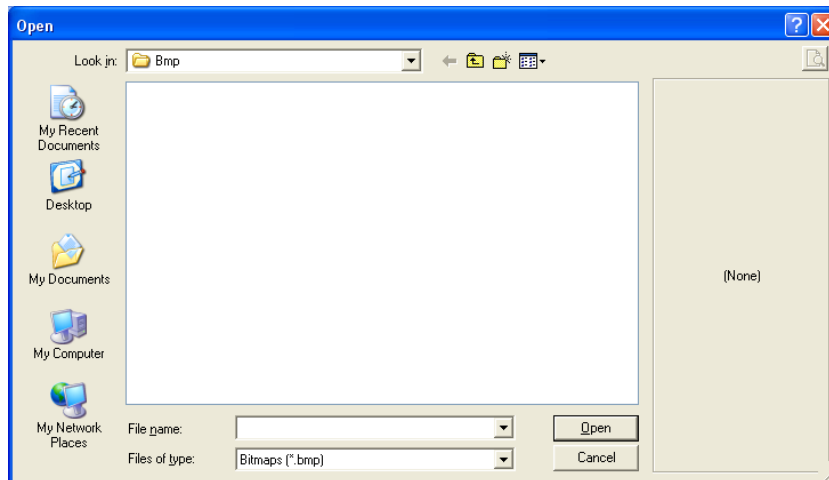 Open
Look in: Bmp
My Recent
Documents
Desktop
My Documents
My Computer
My Network
Places
(None)
File name: Open
Files of type: Bitmaps (*.bmp) Cancel